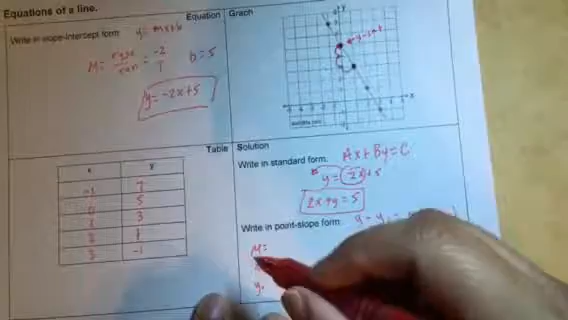 Equations of a line.
Equation
Graph
Write in slope-intercept form: y = mx+b
M = rise/run = -2/1 b = 5
y = -2x+5
y-int
Table
Solution
x y
-1 7
0 5
1 3
2 1
3 -1
Write in standard form: Ax + By = C
y = -2x+5
2x+y = 5
Write in point-slope form: y - y₁ =
M =
y₁